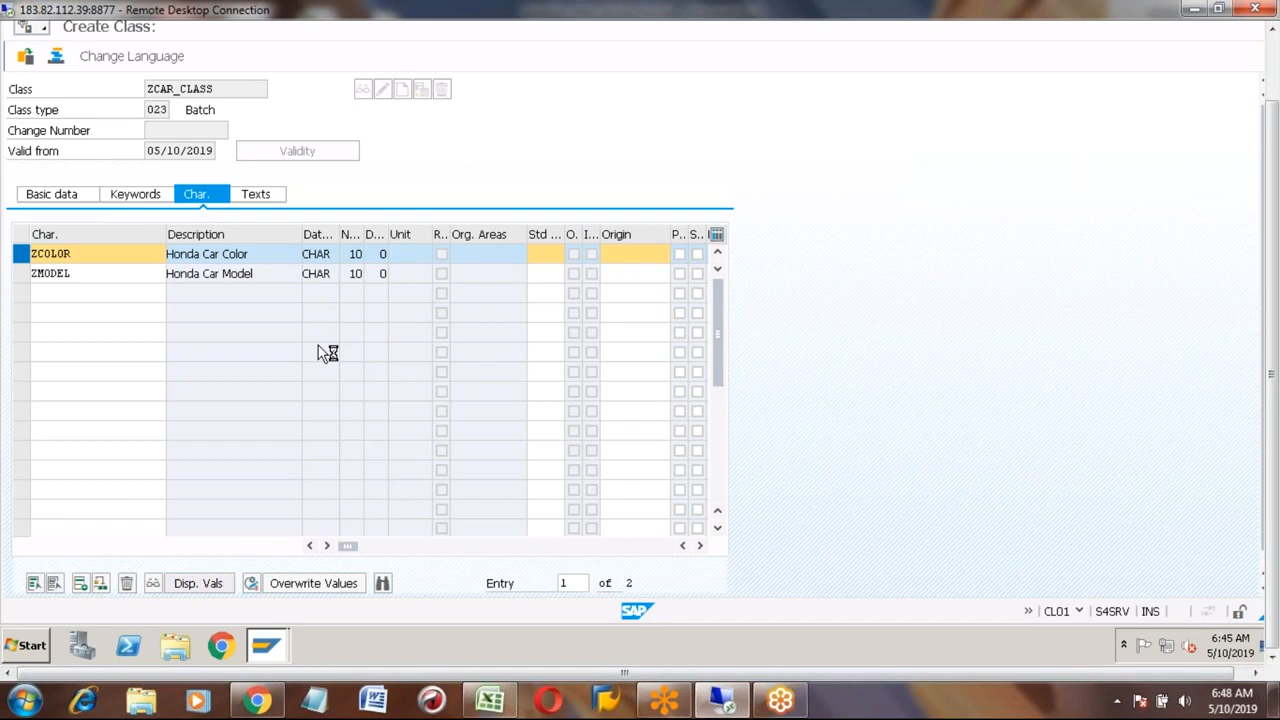 183.82.112.39:8877 - Remote Desktop Connection
Create Class:
Change Language
Class ZCAR_CLASS
Class type 023 Batch
Change Number
Valid from 05/10/2019 Validity
Basic data Keywords Char. Texts
Char. Description Dat... N... D... Unit R.. Org. Areas Std ... O. I... Origin P.. S..
ZCOLOR Honda Car Color CHAR 10 0
ZMODEL Honda Car Model CHAR 10 0
Disp. Vals Overwrite Values Entry 1 of 2
SAP
» CL01 S4SRV INS
Start
6:45 AM
5/10/2019
6:48 AM
5/10/2019